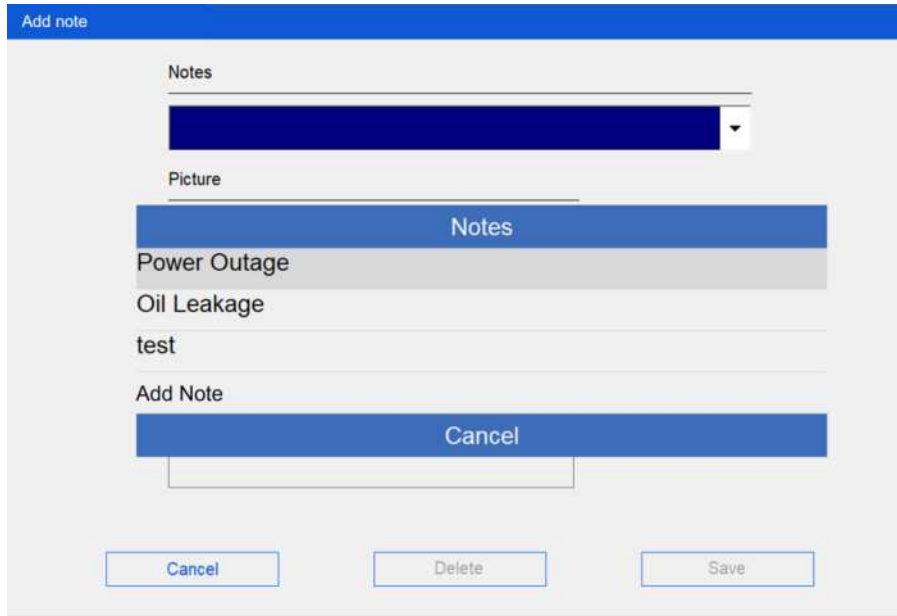 Add note
Notes
Picture
Notes
Power Outage
Oil Leakage
test
Add Note
Cancel
Cancel Delete Save